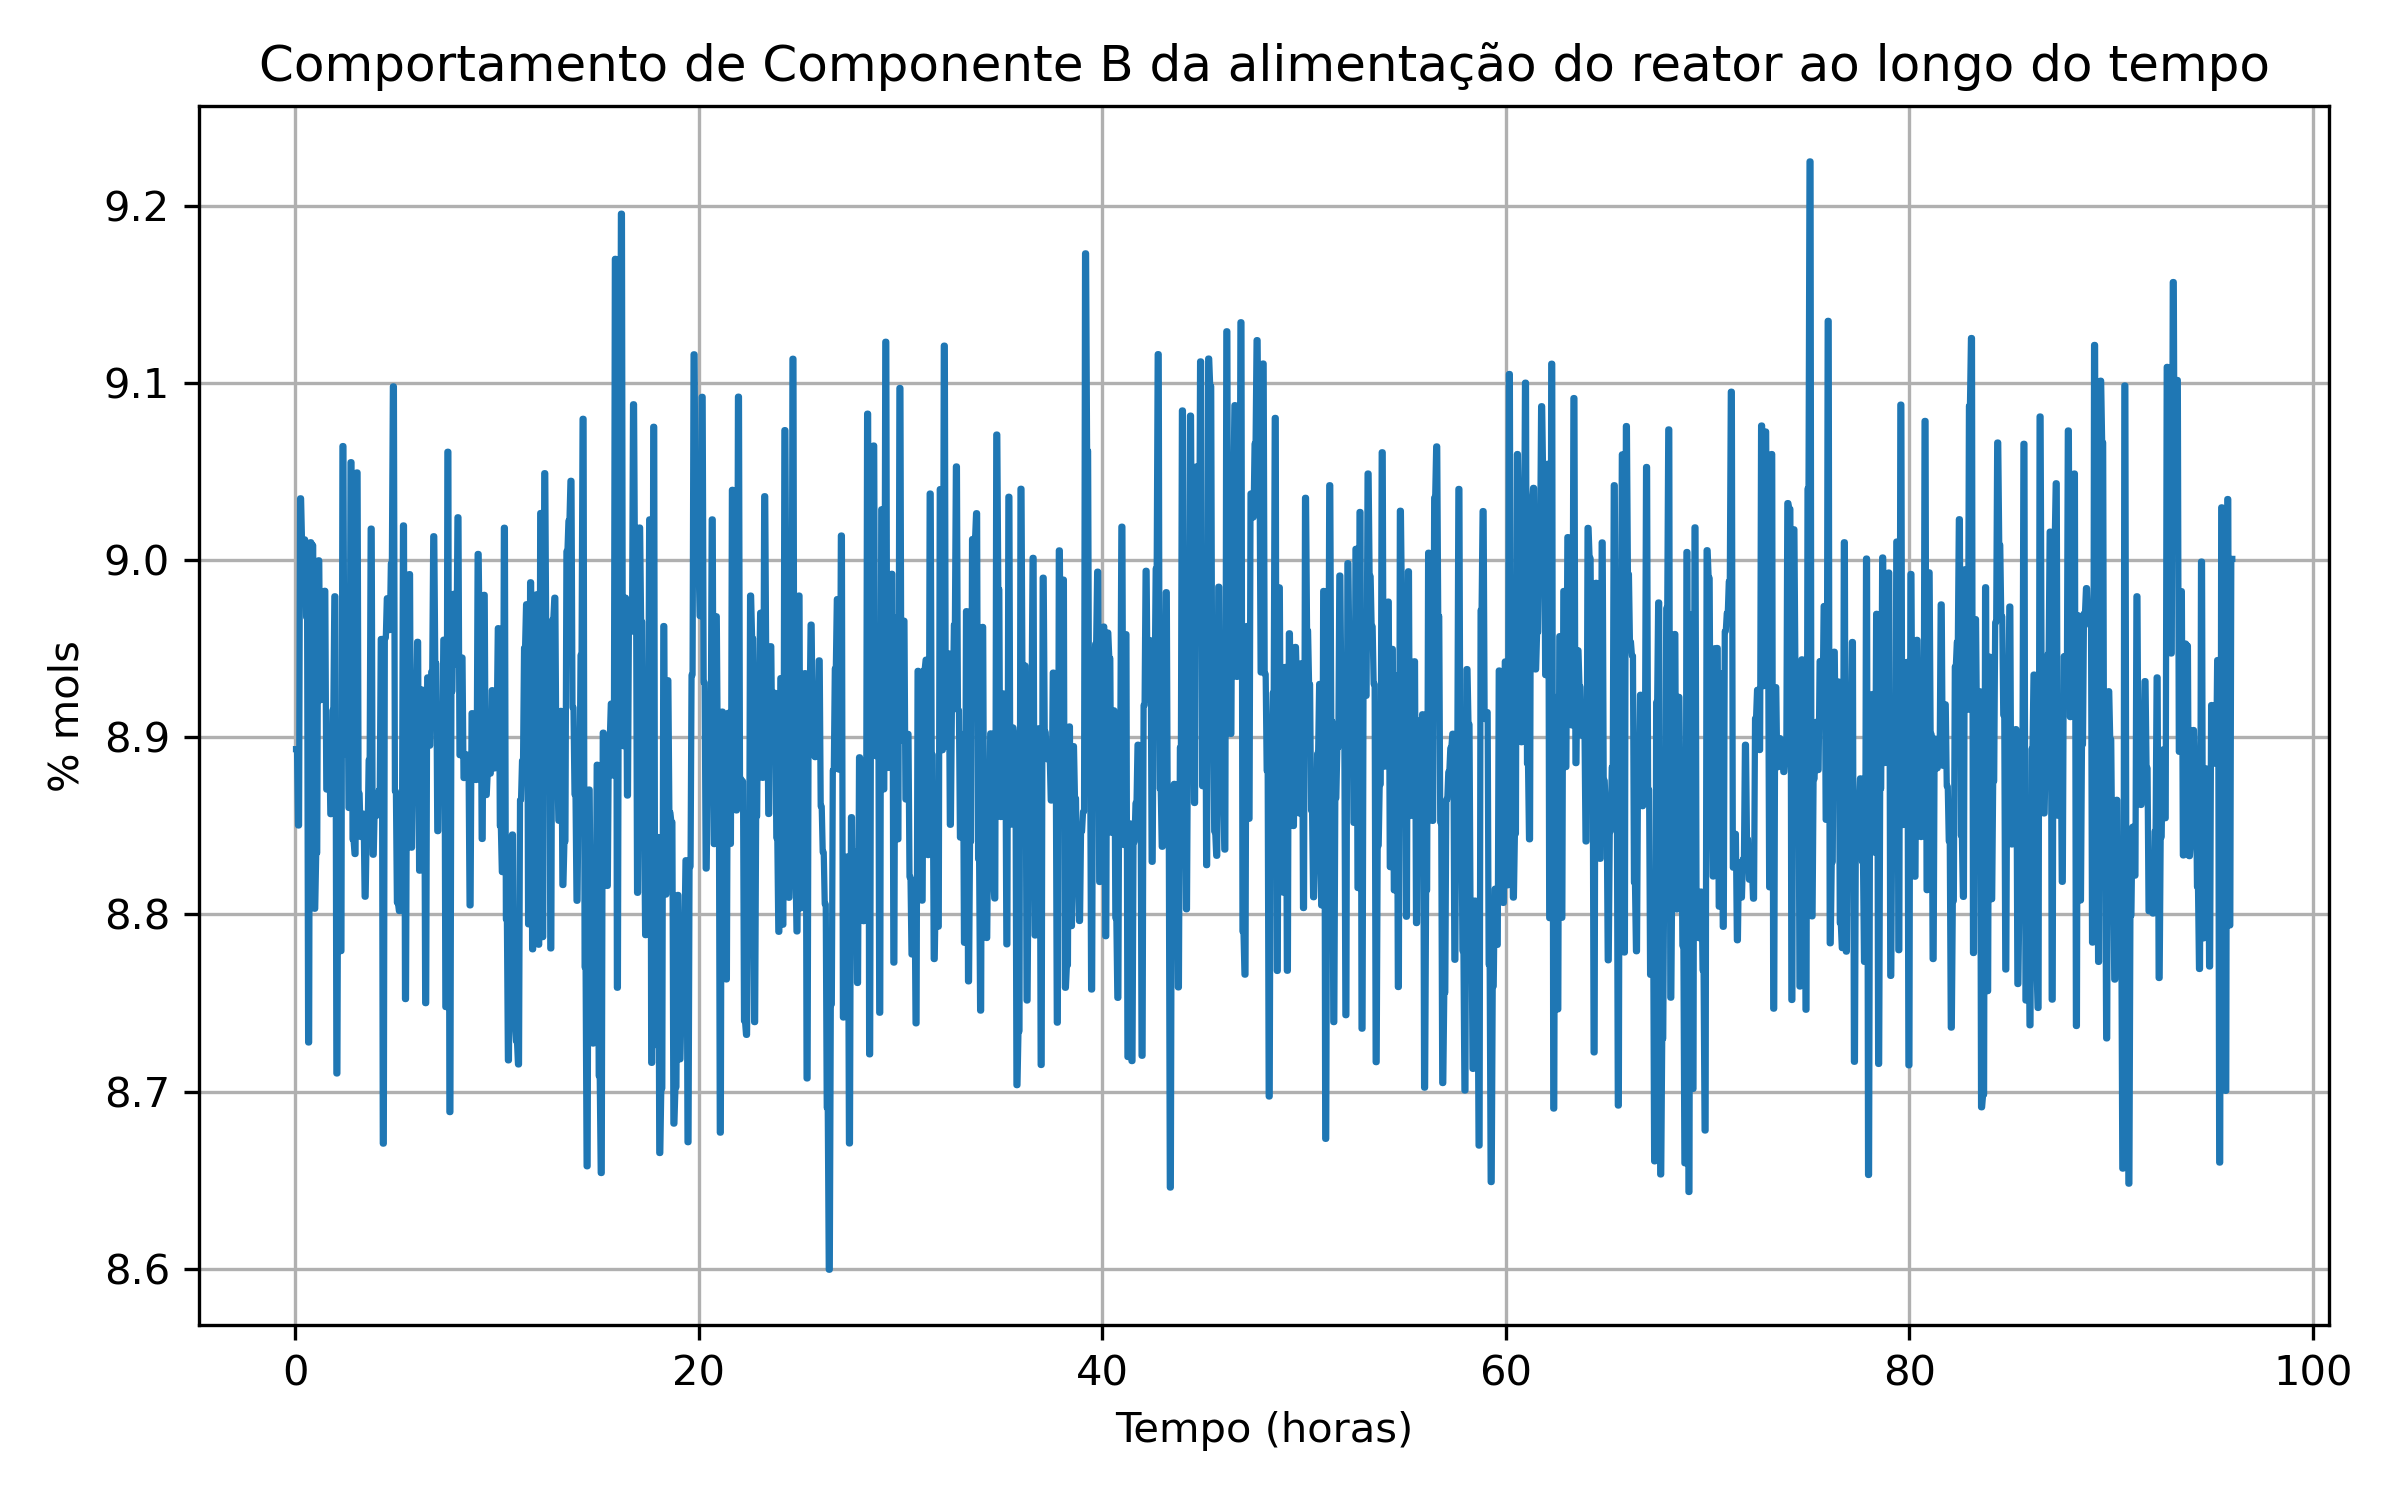 Comportamento de Componente B da alimentação do reator ao longo do tempo
% mols
9.2
9.1
9.0
8.9
8.8
8.7
8.6
0 20 40 60 80 100
Tempo (horas)